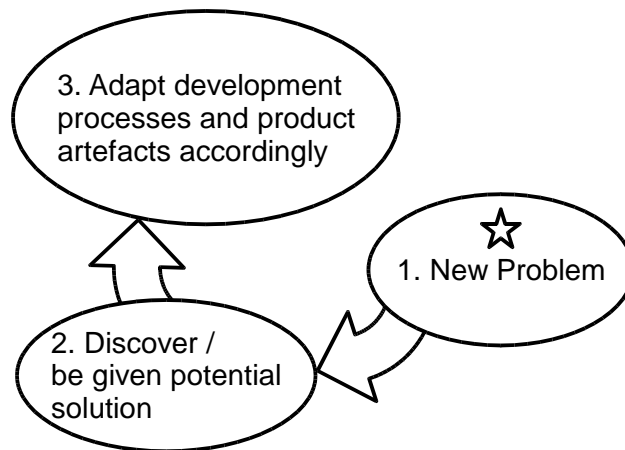 3. Adapt development
processes and product
artefacts accordingly
1. New Problem
2. Discover /
be given potential
solution